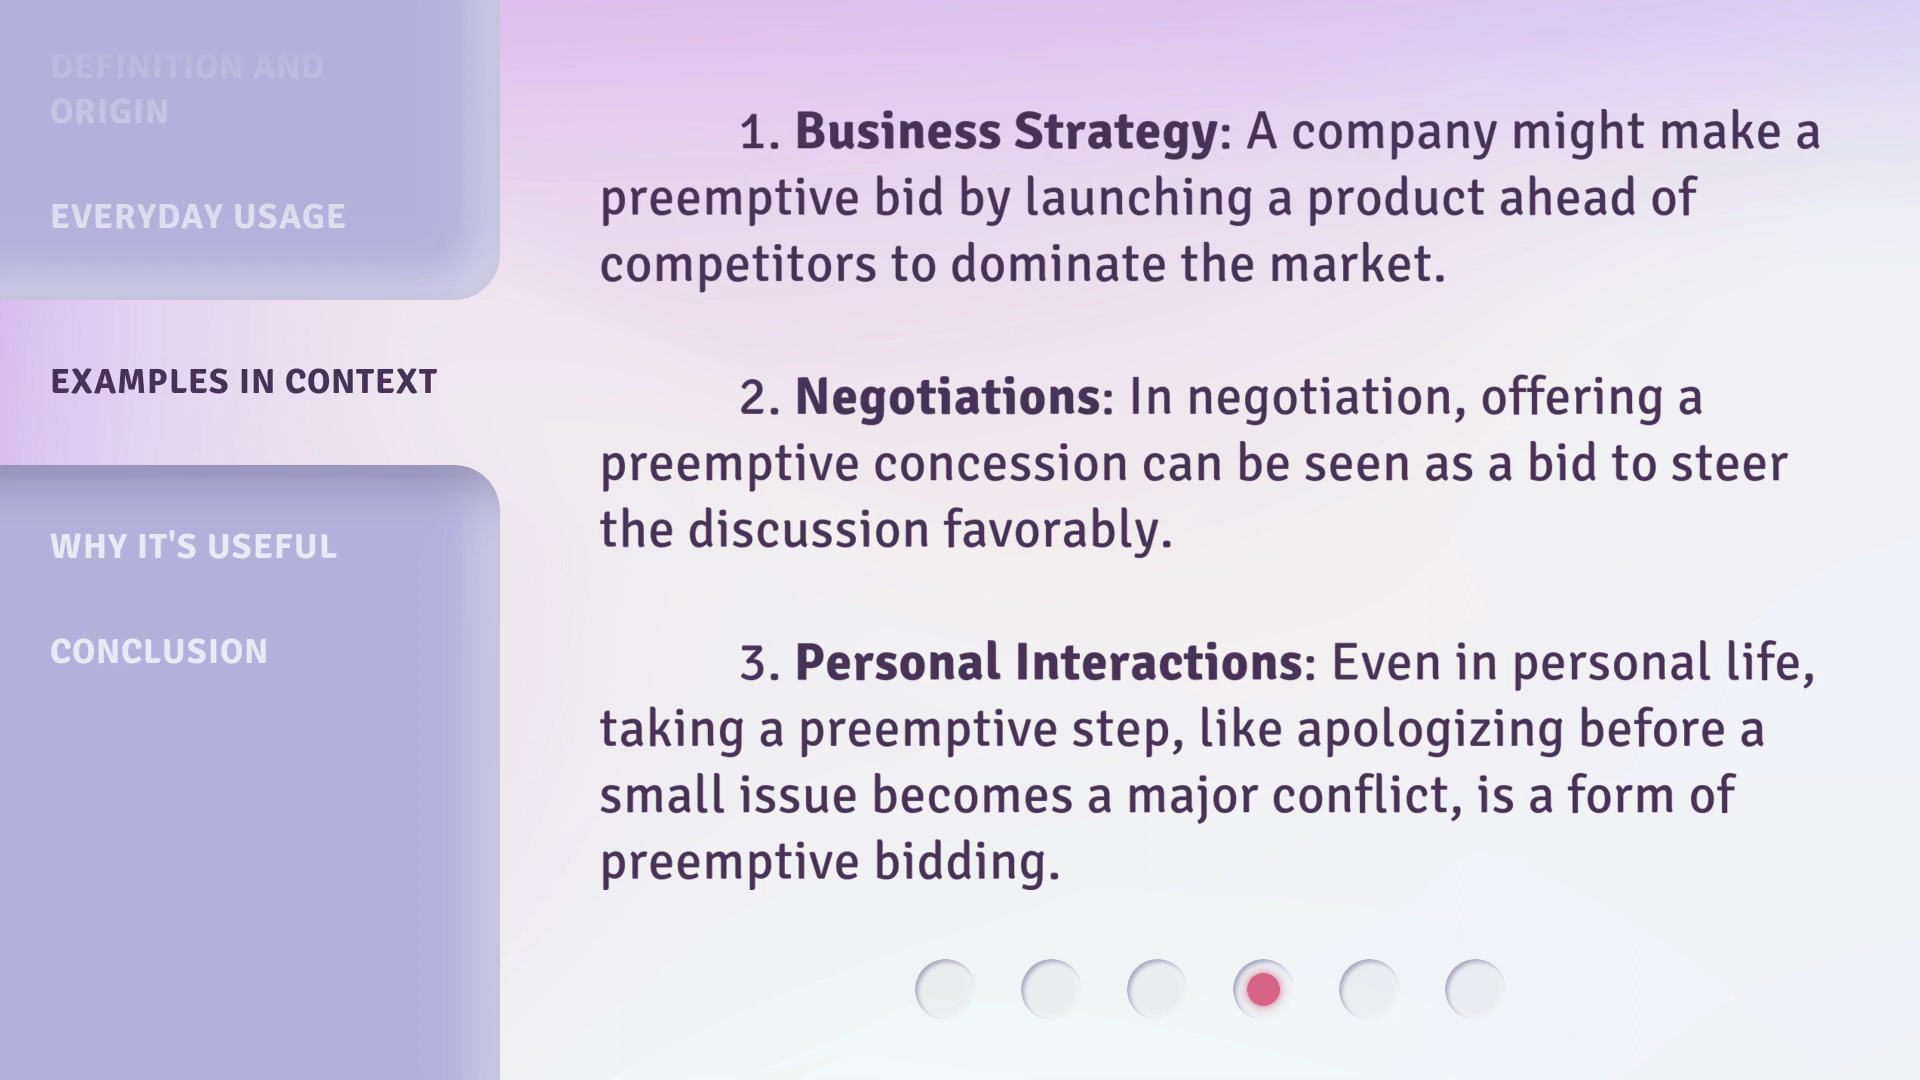 DEFINITION AND
ORIGIN
EVERYDAY USAGE
EXAMPLES IN CONTEXT
WHY IT'S USEFUL
CONCLUSION
1. Business Strategy: A company might make a
preemptive bid by launching a product ahead of
competitors to dominate the market.
2. Negotiations: In negotiation, offering a
preemptive concession can be seen as a bid to steer
the discussion favorably.
3. Personal Interactions: Even in personal life,
taking a preemptive step, like apologizing before a
small issue becomes a major conflict, is a form of
preemptive bidding.